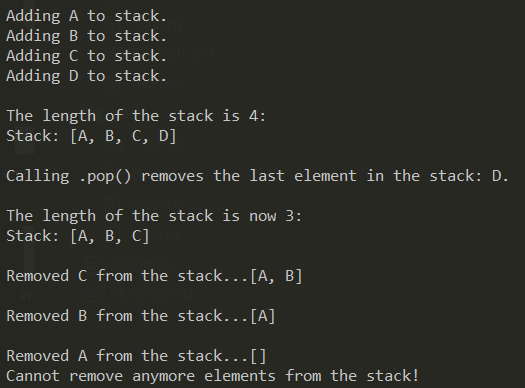 Adding A to stack.
Adding B to stack.
Adding C to stack.
Adding D to stack.
The length of the stack is 4:
Stack: [A, B, C, D]
Calling .pop() removes the last element in the stack: D.
The length of the stack is now 3:
Stack: [A, B, C]
Removed C from the stack...[A, B]
Removed B from the stack...[A]
Removed A from the stack...[]
Cannot remove anymore elements from the stack!